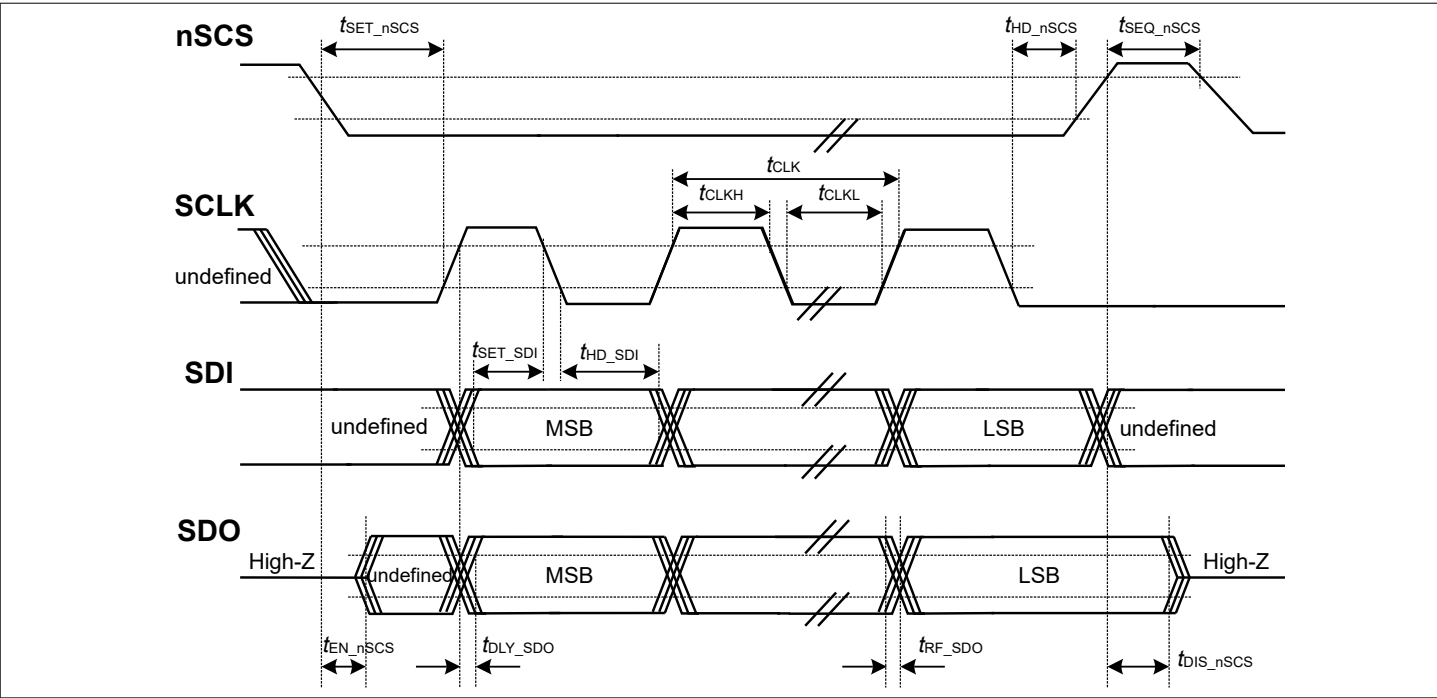 nSCS
tSET_nSCS
tHD_nSCS
tSEQ_nSCS
SCLK
tCLK
tCLKH
tCLKL
undefined
SDI
tSET_SDI
tHD_SDI
undefined
MSB
LSB
undefined
SDO
High-Z
undefined
MSB
LSB
High-Z
tEN_nSCS
tDLY_SDO
tRF_SDO
tDIS_nSCS